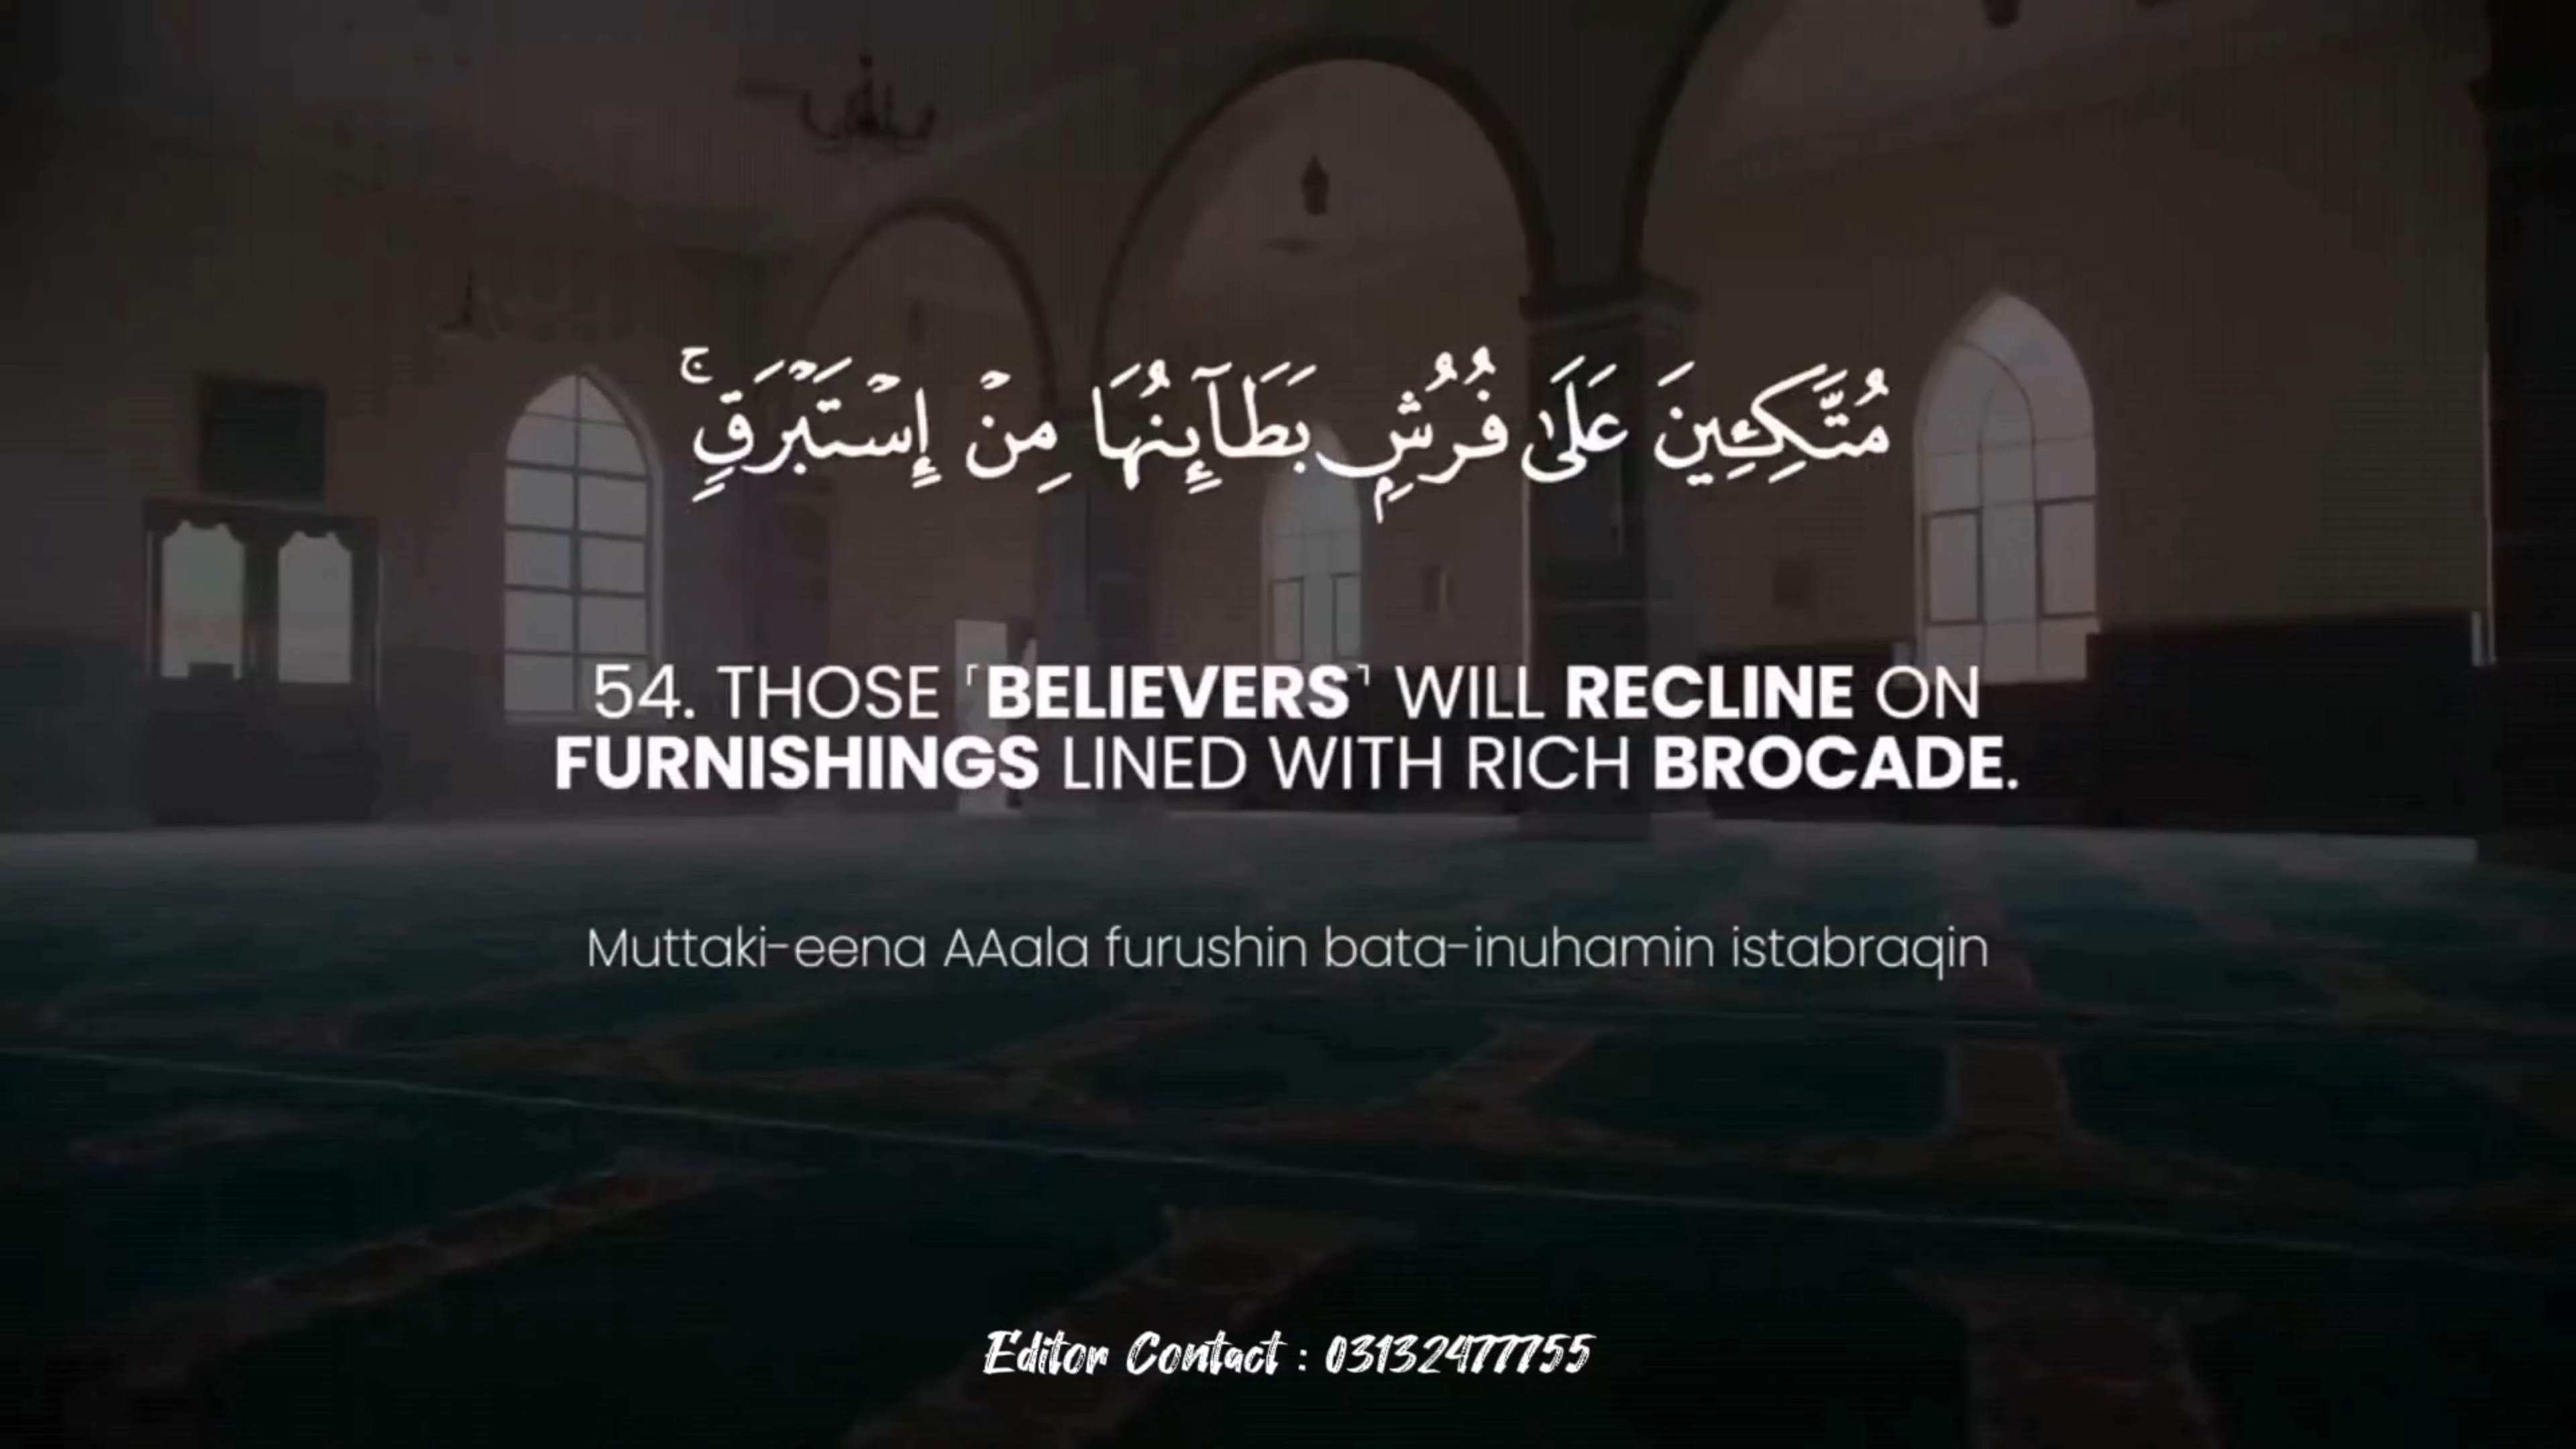 مُتَّكِـِٔينَ عَلَىٰ فُرُشٍۭ بَطَآئِنُهَا مِنْ إِسْتَبْرَقٍۚ
54. THOSE ⸢BELIEVERS⸣ WILL RECLINE ON
FURNISHINGS LINED WITH RICH BROCADE.
Muttaki-eena AAala furushin bata-inuhamin istabraqin
Editor Contact : 03132477755